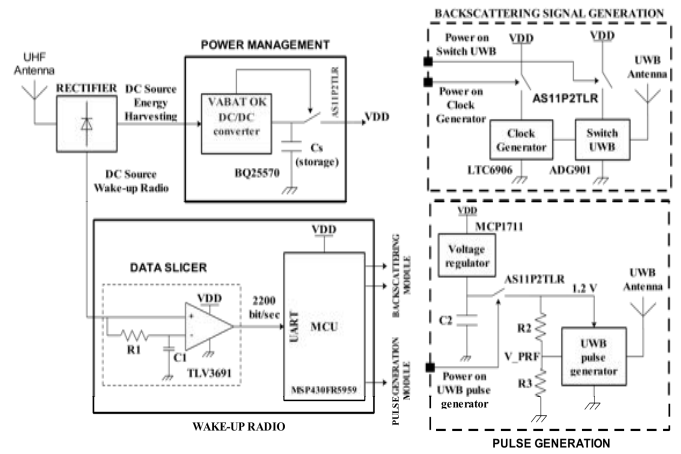 UHF
Antenna
RECTIFIER
DC Source
Energy
Harvesting
DC Source
Wake-up Radio
POWER MANAGEMENT
VABAT OK
DC/DC
converter
AS11P2TLR
VDD
Cs
(storage)
BQ25570
DATA SLICER
VDD
+
-
R1
C1
TLV3691
2200
bit/sec
VDD
UART
MCU
MSP430FR5959
BACKSCATTERING
MODULE
PULSE GENERATION
MODULE
WAKE-UP RADIO
BACKSCATTERING SIGNAL GENERATION
Power on
Switch UWB
VDD
VDD
UWB
Antenna
Power on
Clock
Generator
AS11P2TLR
Clock
Generator
Switch
UWB
LTC6906
ADG901
VDD
MCP1711
Voltage
regulator
AS11P2TLR
1.2 V
UWB
Antenna
C2
R2
V_PRF
R3
UWB
pulse
generator
Power on
UWB pulse
generator
PULSE GENERATION